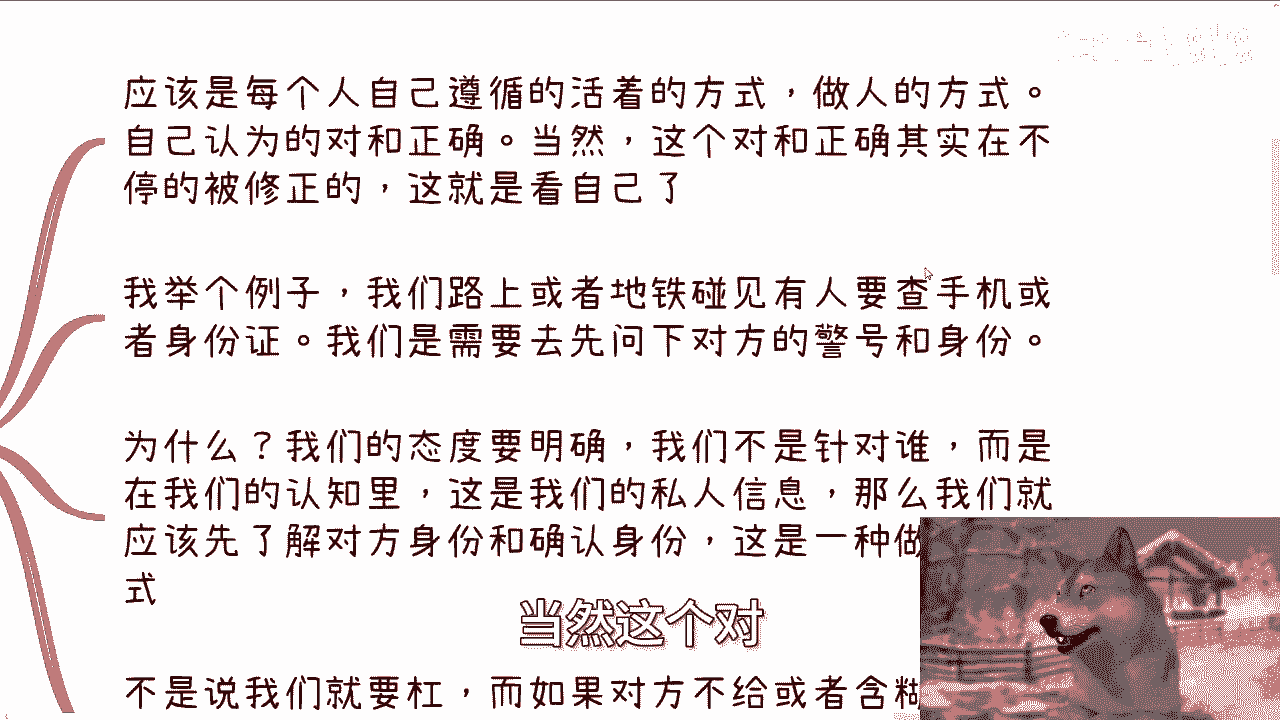 应该是每个人自己遵循的活着的方式，做人的方式。
自己认为的对和正确。当然，这个对和正确其实在不
停的被修正的，这就是看自己了
我举个例子，我们路上或者地铁碰见有人要查手机或
者身份证。我们是需要去先问下对方的警号和身份。
为什么？我们的态度要明确，我们不是针对谁，而是
在我们的认知里，这是我们的私人信息，那么我们就
应该先了解对方身份和确认身份，这是一种做
式
当然这个对
不是说我们就要杠，而如果对方不给或者含糊